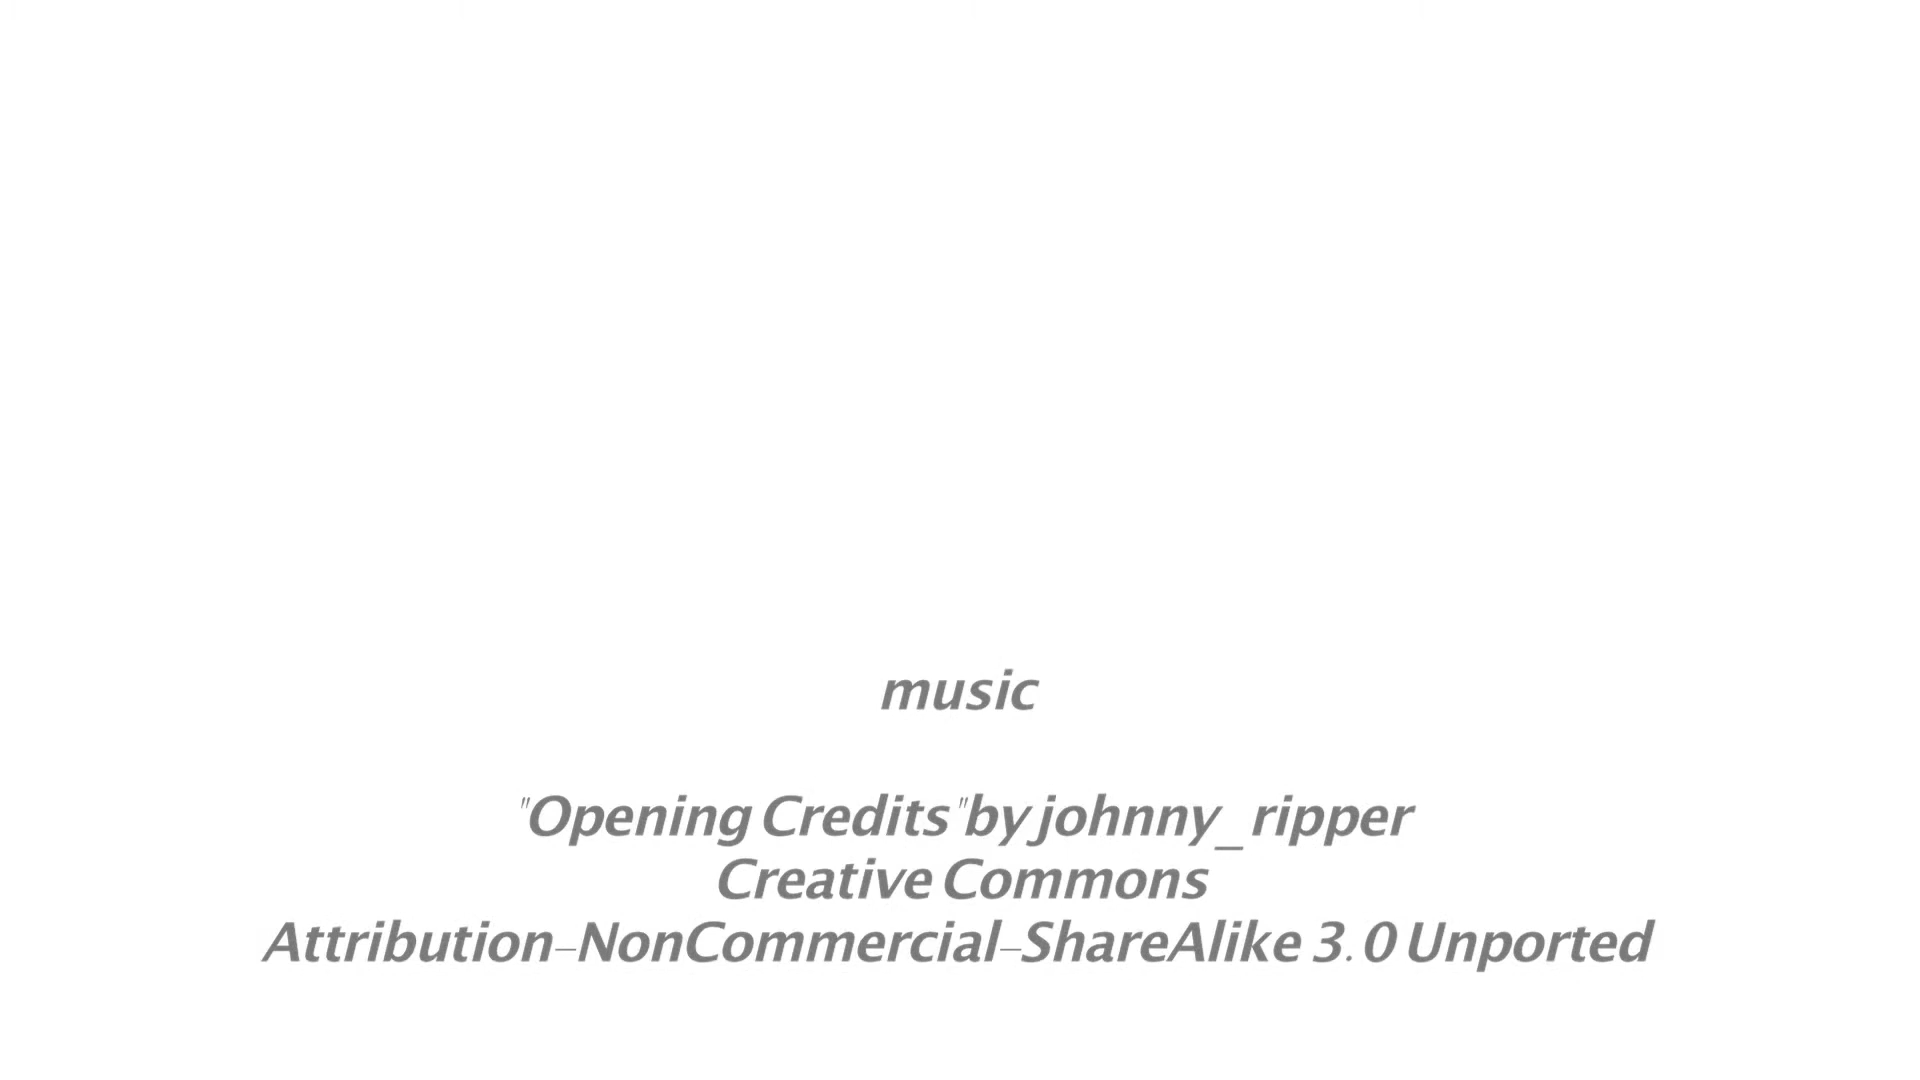 music
"Opening Credits"by johnny_ripper
Creative Commons
Attribution-NonCommercial-ShareAlike 3.0 Unported